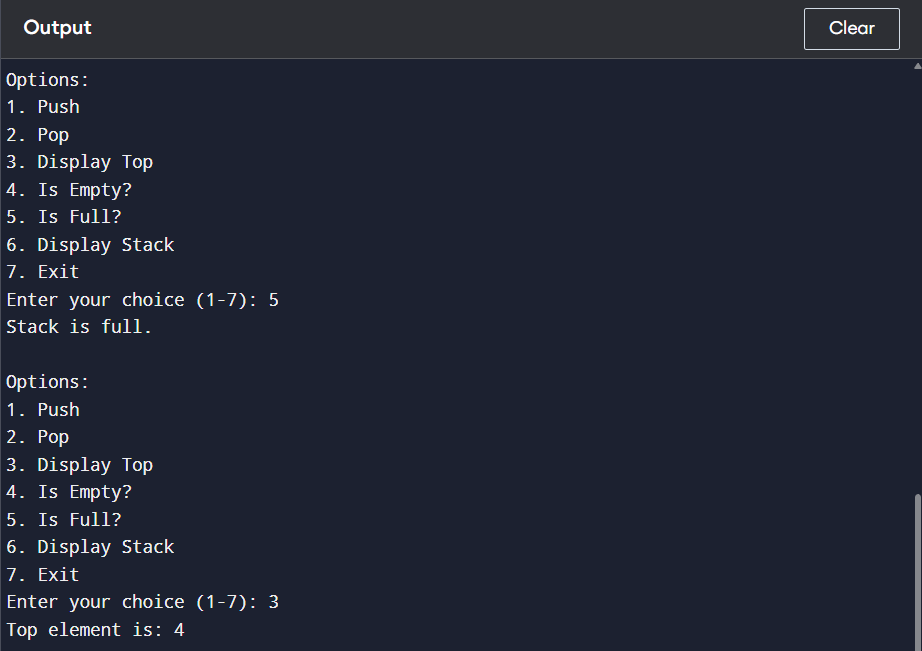 Output
Clear
Options:
1. Push
2. Pop
3. Display Top
4. Is Empty?
5. Is Full?
6. Display Stack
7. Exit
Enter your choice (1-7): 5
Stack is full.
Options:
1. Push
2. Pop
3. Display Top
4. Is Empty?
5. Is Full?
6. Display Stack
7. Exit
Enter your choice (1-7): 3
Top element is: 4